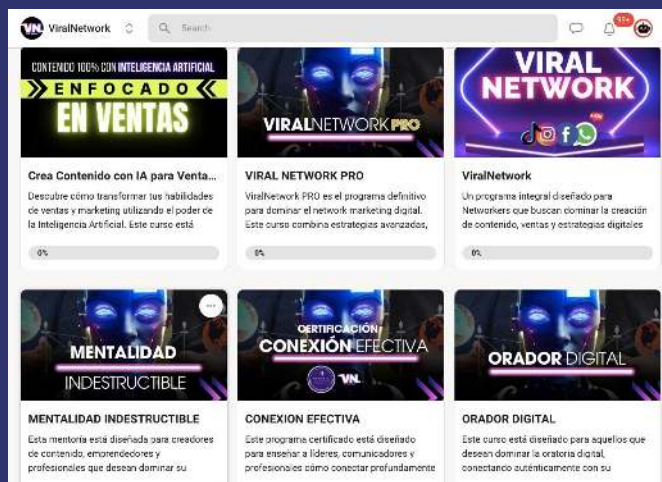 VN.
ViralNetwork
Search
99+
CONTENIDO 100% CON INTELIGENCIA ARTIFICIAL
ENFOCADO
EN VENTAS
VIRALNETWORK PRO
VIRAL
NETWORK
Crea Contenido con IA para Venta...
Descubre cómo transformar tus habilidades
de ventas y marketing utilizando el poder de
la Inteligencia Artificial. Este curso está
0%
VIRAL NETWORK PRO
ViralNetwork PRO es el programa definitivo
para dominar el network marketing digital.
Este curso combina estrategias avanzadas,
0%
ViralNetwork
Un programa integral diseñado para
Networkers que buscan dominar la creación
de contenido, ventas y estrategias digitales
0%
MENTALIDAD
INDESTRUCTIBLE
CERTIFICACIÓN
CONEXIÓN EFECTIVA
VN.
ORADOR DIGITAL
MENTALIDAD INDESTRUCTIBLE
Esta mentoría está diseñada para creadores
de contenido, emprendedores y
profesionales que desean dominar su
CONEXION EFECTIVA
Este programa certificado está diseñado
para enseñar a líderes, comunicadores y
profesionales cómo conectar profundamente
ORADOR DIGITAL
Este curso está diseñado para aquellos que
desean dominar la oratoria digital,
conectando auténticamente con su